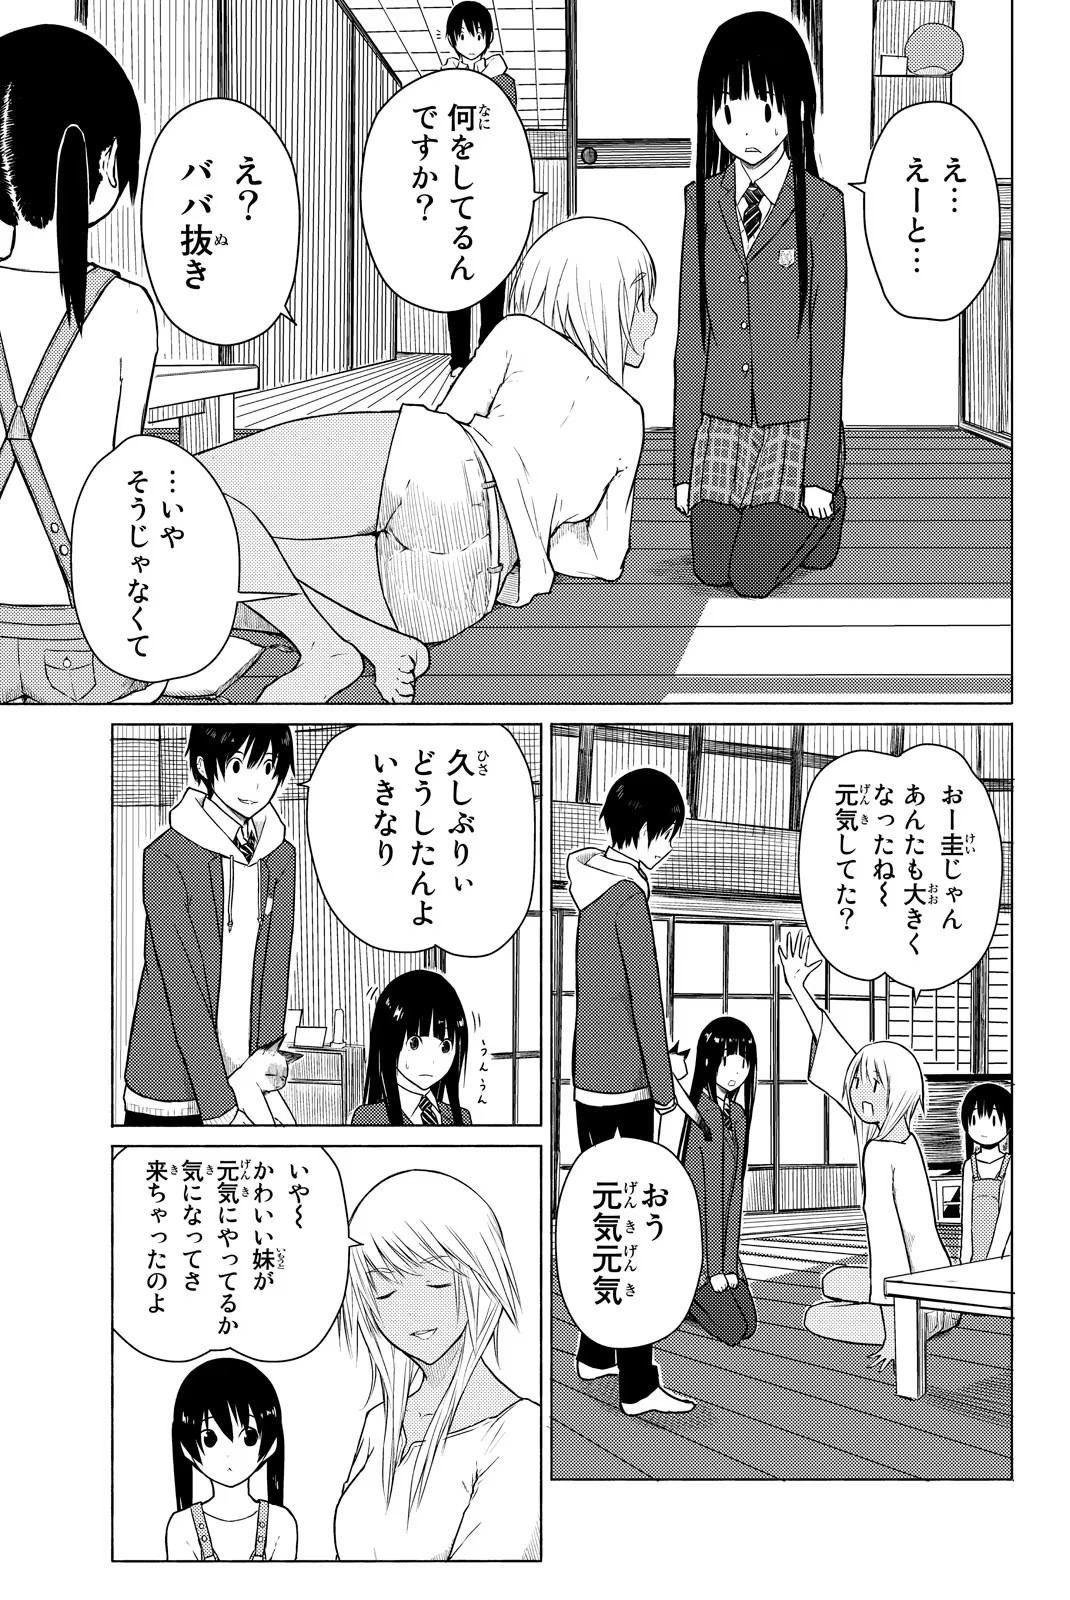 え…
えーと…
何をしてるん
ですか？
え？
ババ抜き
…いや
そうじゃなくて
おー圭じゃん
あんたも大きく
なったね〜
元気してた？
おう
元気元気
久しぶりぃ
どうしたんよ
いきなり
〜うんうん
いや〜
かわいい妹が
元気にやってるか
気になってさ
来ちゃったのよ